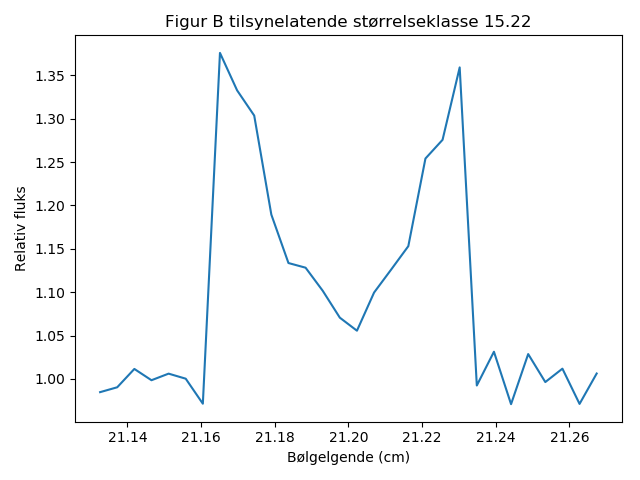 Figur B tilsynelatende størrelseklasse 15.22
1.35
1.30
1.25
1.20
1.15
1.10
1.05
1.00
Relativ fluks
21.14 21.16 21.18 21.20 21.22 21.24 21.26
Bølgelgende (cm)